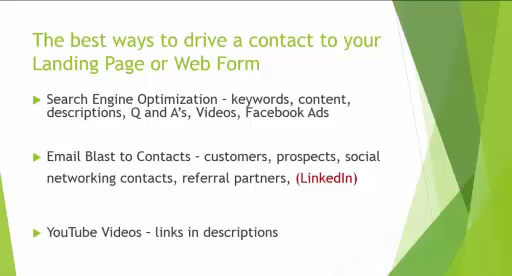 The best ways to drive a contact to your
Landing Page or Web Form
Search Engine Optimization – keywords, content,
descriptions, Q and A's, Videos, Facebook Ads
Email Blast to Contacts – customers, prospects, social
networking contacts, referral partners, (LinkedIn)
YouTube Videos – links in descriptions